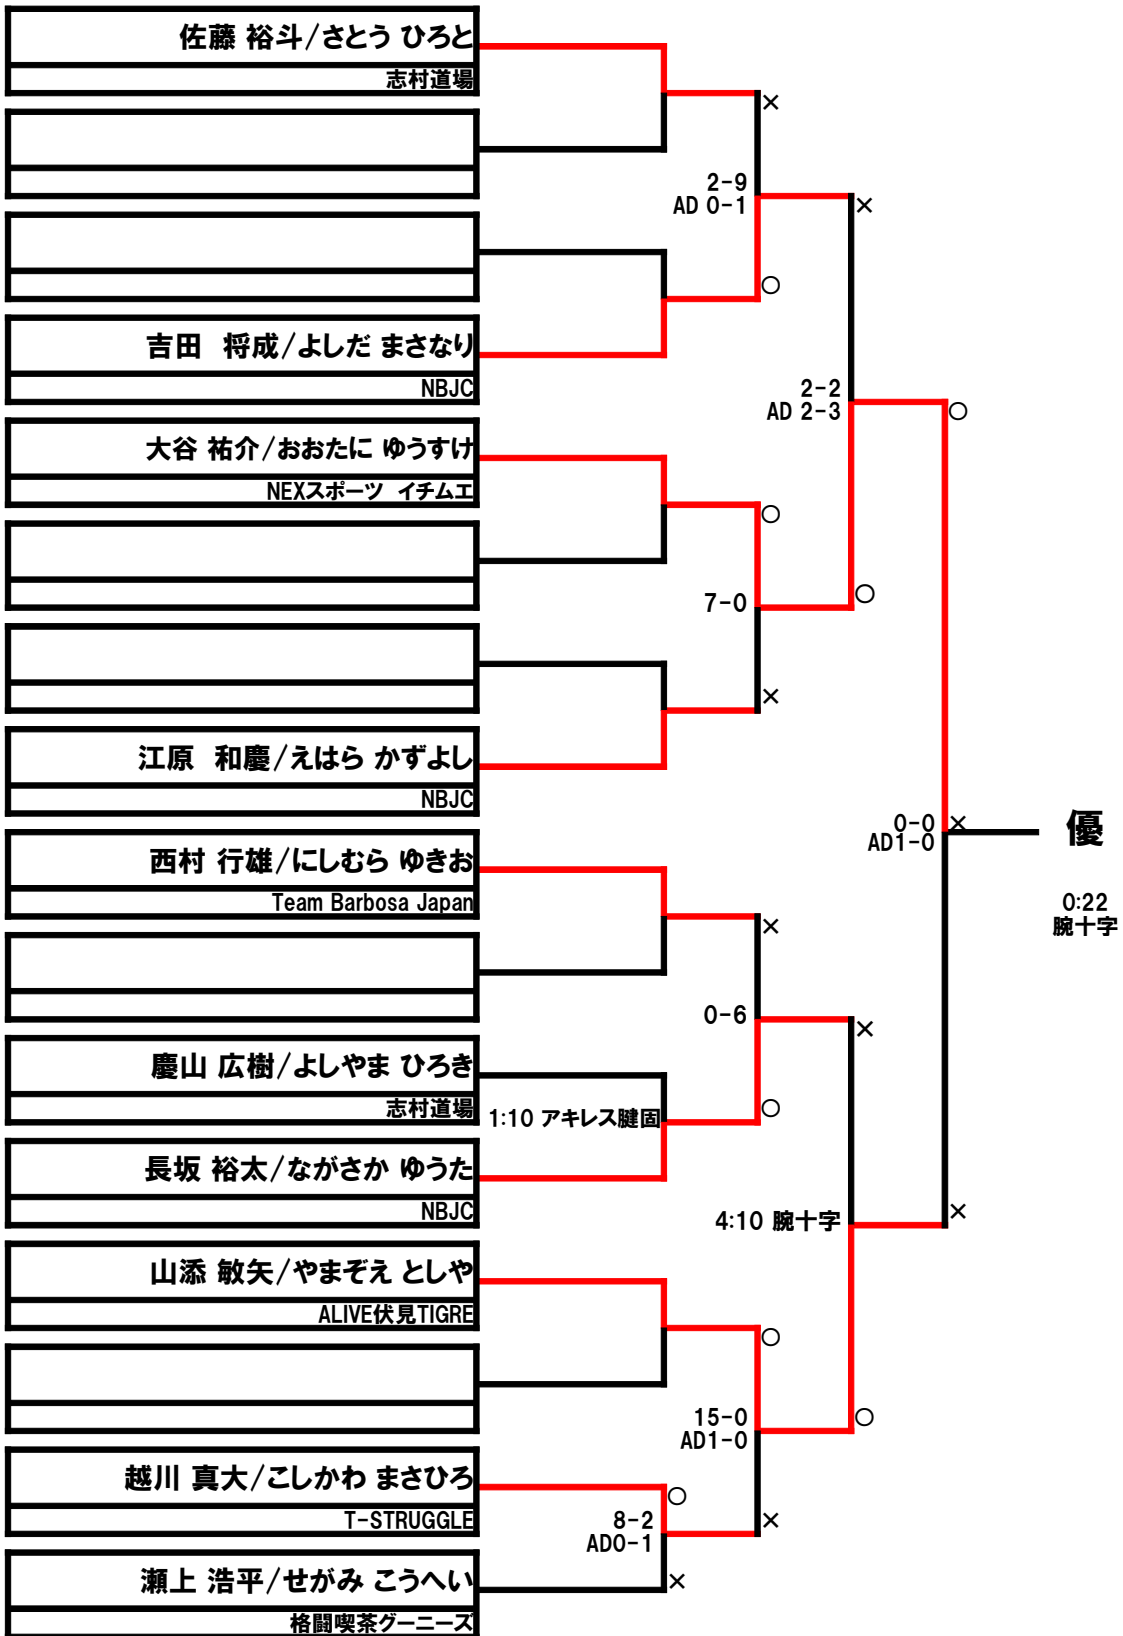 佐藤 裕斗/さとう ひろと
志村道場
×
2-9
AD 0-1
×
○
吉田 将成/よしだ まさなり
NBJC
2-2
AD 2-3
○
大谷 祐介/おおたに ゆうすけ
NEXスポーツ イチムエ
○
7-0
○
×
江原 和慶/えはら かずよし
NBJC
0-0 ×
AD1-0
優
西村 行雄/にしむら ゆきお
Team Barbosa Japan
0:22
腕十字
×
0-6
×
慶山 広樹/よしやま ひろき
志村道場
1:10 アキレス腱固
○
長坂 裕太/ながさか ゆうた
NBJC
4:10 腕十字
×
山添 敏矢/やまぞえ としや
ALIVE伏見TIGRE
○
15-0
AD1-0
○
越川 真大/こしかわ まさひろ
T-STRUGGLE
○
8-2
AD0-1
×
瀬上 浩平/せがみ こうへい
×
格闘喫茶グーニーズ